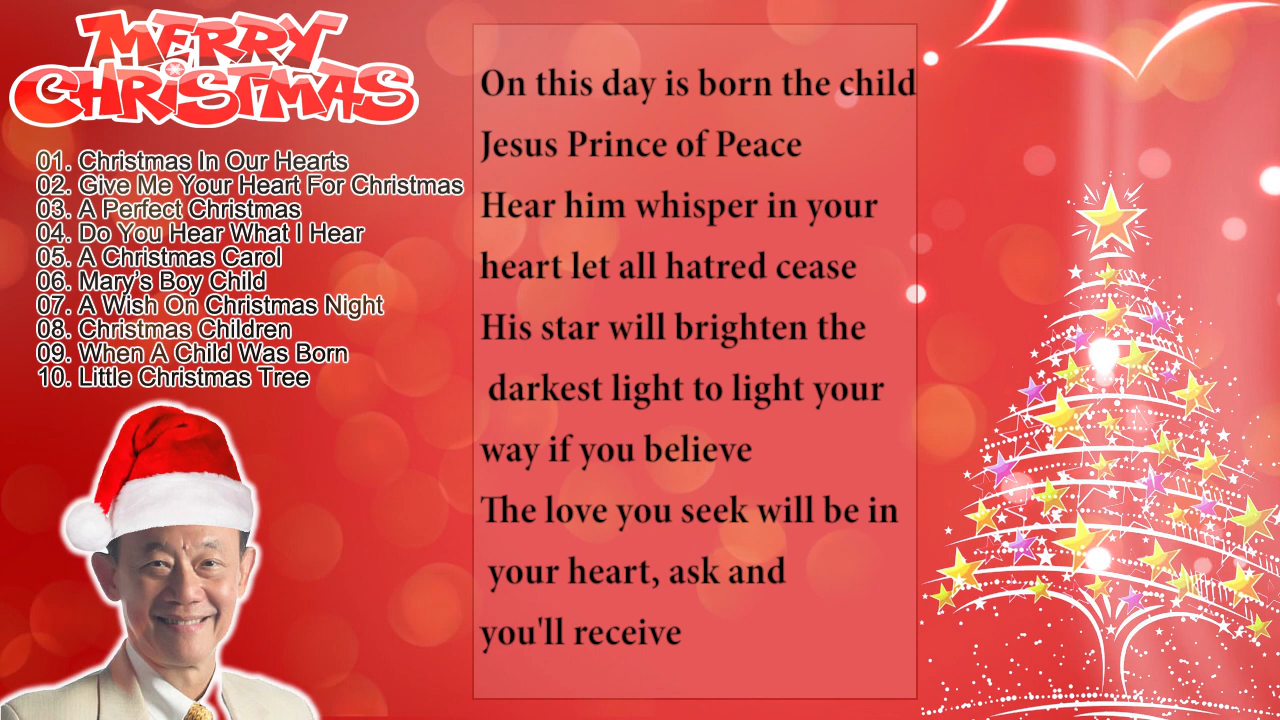 MERRY
CHRISTMAS
01. Christmas In Our Hearts
02. Give Me Your Heart For Christmas
03. A Perfect Christmas
04. Do You Hear What I Hear
05. A Christmas Carol
06. Mary’s Boy Child
07. A Wish On Christmas Night
08. Christmas Children
09. When A Child Was Born
10. Little Christmas Tree
On this day is born the child
Jesus Prince of Peace
Hear him whisper in your
heart let all hatred cease
His star will brighten the
darkest light to light your
way if you believe
The love you seek will be in
your heart, ask and
you'll receive